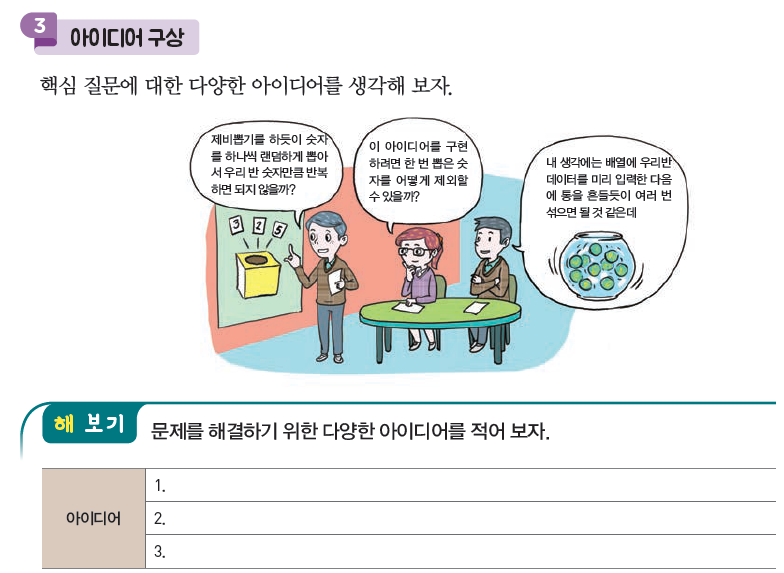 3
아이디어 구상
핵심 질문에 대한 다양한 아이디어를 생각해 보자.
제비뽑기를 하듯이 숫자
를 하나씩 랜덤하게 뽑아
서 우리 반 숫자만큼 반복
하면 되지 않을까?
이 아이디어를 구현
하려면 한 번 뽑은 숫
자를 어떻게 제외할
수 있을까?
내 생각에는 배열에 우리반
데이터를 미리 입력한 다음
에 통을 흔들듯이 여러 번
섞으면 될 것 같은데
3 2 5
해 보기
문제를 해결하기 위한 다양한 아이디어를 적어 보자.
아이디어
1.
2.
3.